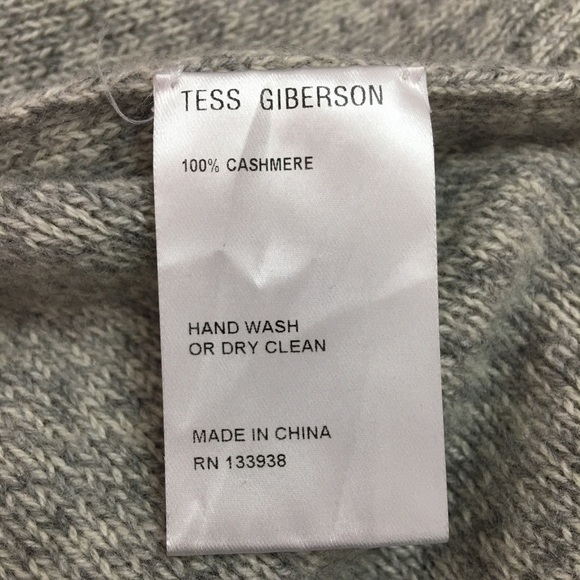 TESS GIBERSON
100% CASHMERE
HAND WASH
OR DRY CLEAN
MADE IN CHINA
RN 133938